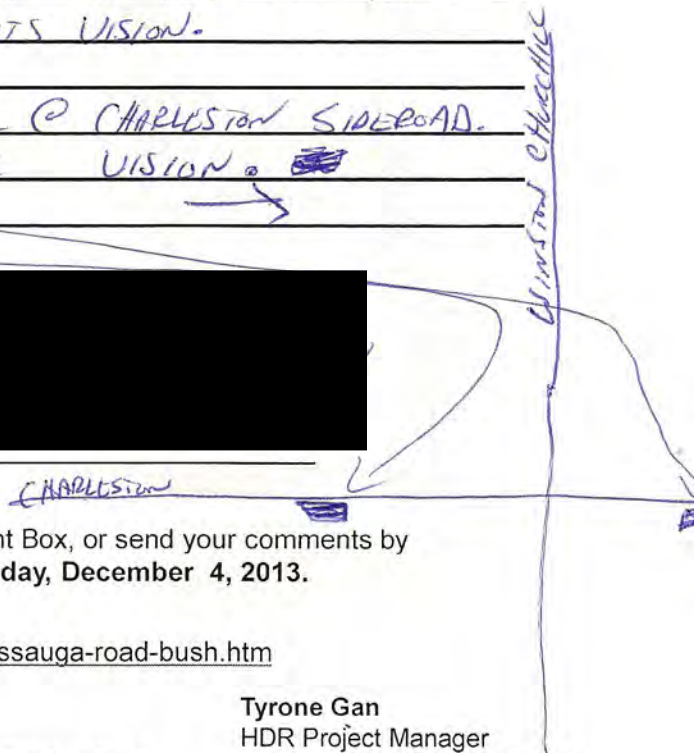 TS VISION.
@ CHARLESTON SIDEROAD.
VISION.
WINSTON CHURCHILL
CHARLESTON
nt Box, or send your comments by
day, December 4, 2013.
ssauga-road-bush.htm
Tyrone Gan
HDR Project Manager